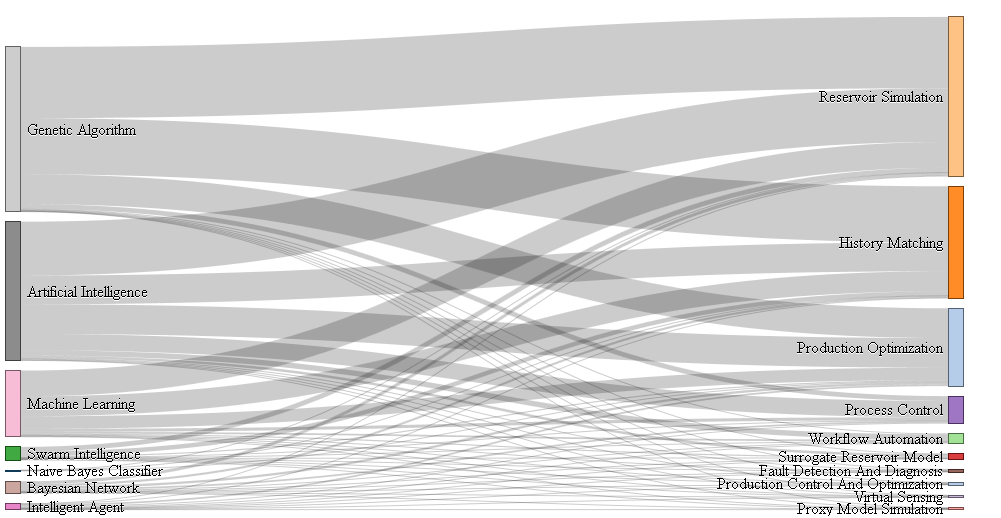 Genetic Algorithm
Artificial Intelligence
Machine Learning
Swarm Intelligence
Naive Bayes Classifier
Bayesian Network
Intelligent Agent
Reservoir Simulation
History Matching
Production Optimization
Process Control
Workflow Automation
Surrogate Reservoir Model
Fault Detection And Diagnosis
Production Control And Optimization
Virtual Sensing
Proxy Model Simulation